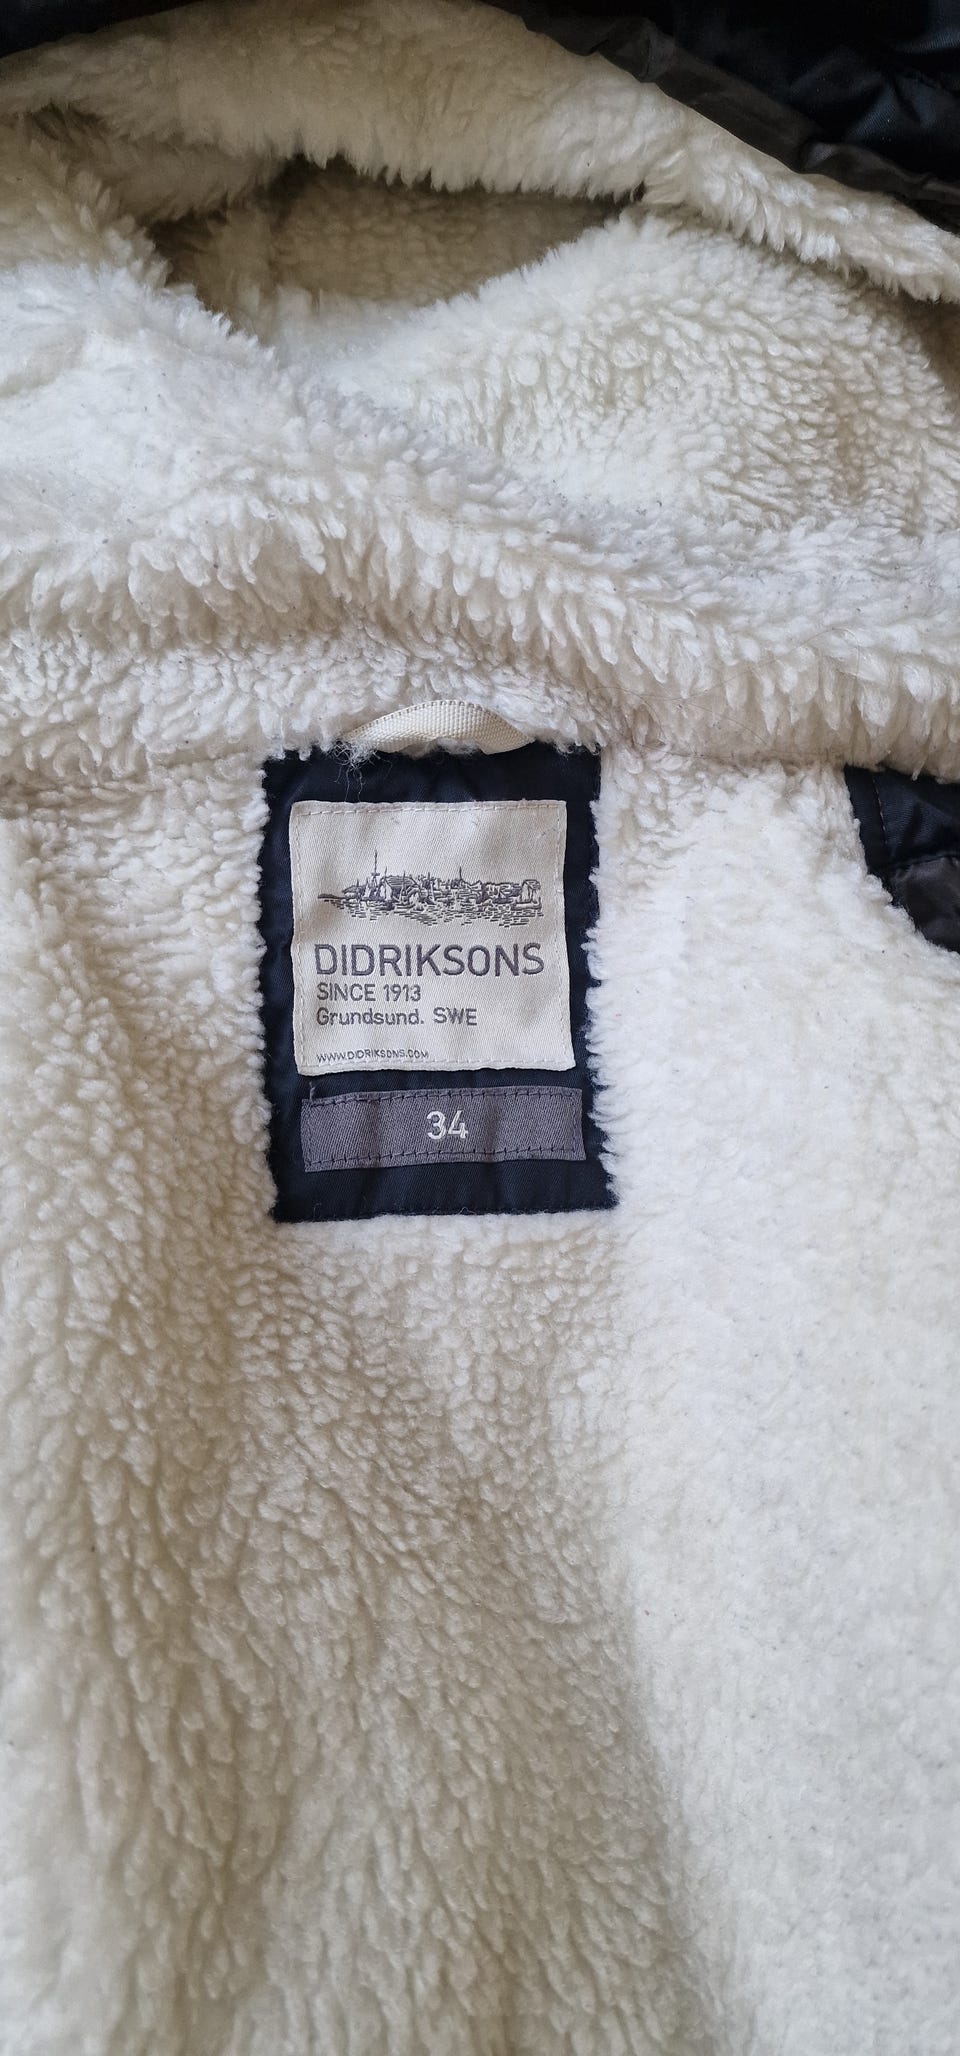 DIDRIKSONS
SINCE 1913
Grundsund. SWE
WWW.DIDRIKSONS.COM
34